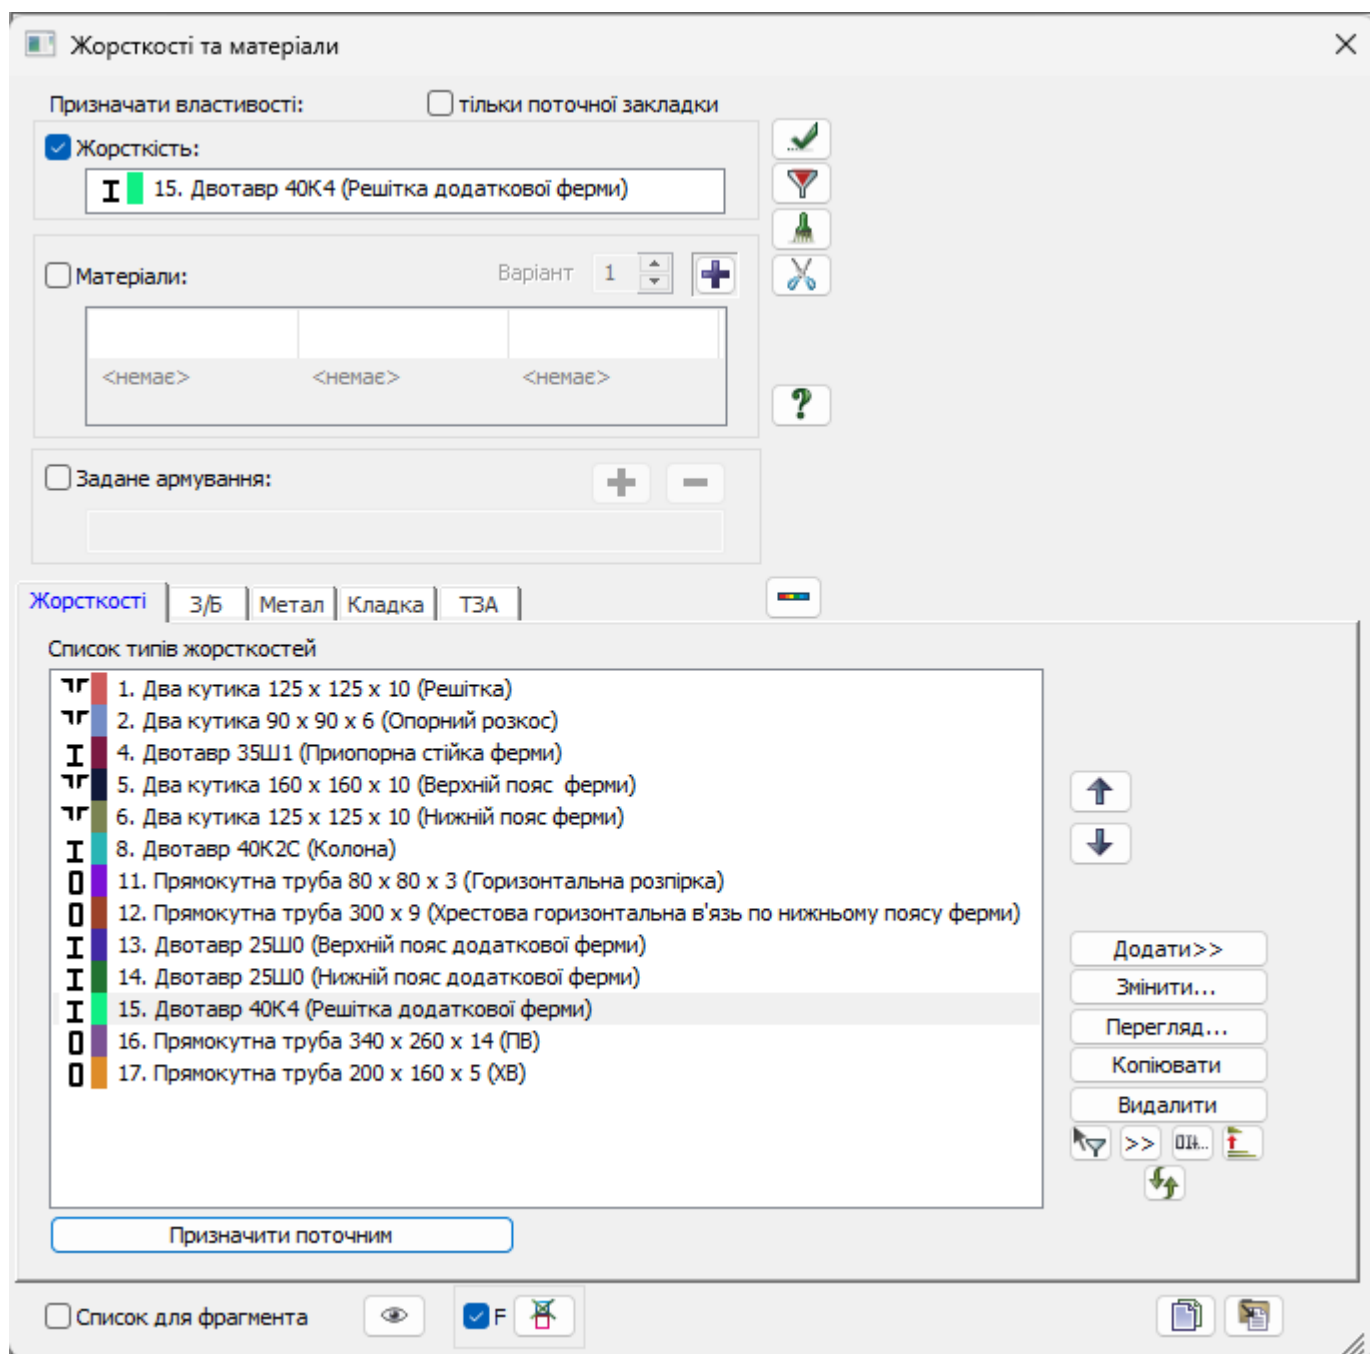 Жорсткості та матеріали
Призначати властивості:
тільки поточної закладки
Жорсткість:
15. Двотавр 40К4 (Решітка додаткової ферми)
Матеріали:
Варіант 1
<немає> <немає> <немає>
?
Задане армування:
Жорсткості З/Б Метал Кладка ТЗА
Список типів жорсткостей
1. Два кутика 125 x 125 x 10 (Решітка)
2. Два кутика 90 x 90 x 6 (Опорний розкос)
4. Двотавр 35Ш1 (Приопорна стійка ферми)
5. Два кутика 160 x 160 x 10 (Верхній пояс  ферми)
6. Два кутика 125 x 125 x 10 (Нижній пояс ферми)
8. Двотавр 40К2С (Колона)
11. Прямокутна труба 80 x 80 x 3 (Горизонтальна розпірка)
12. Прямокутна труба 300 x 9 (Хрестова горизонтальна в'язь по нижньому поясу ферми)
13. Двотавр 25Ш0 (Верхній пояс додаткової ферми)
14. Двотавр 25Ш0 (Нижній пояс додаткової ферми)
15. Двотавр 40К4 (Решітка додаткової ферми)
16. Прямокутна труба 340 x 260 x 14 (ПВ)
17. Прямокутна труба 200 x 160 x 5 (ХВ)
Додати>>
Змінити...
Перегляд...
Копіювати
Видалити
>>
Призначити поточним
Список для фрагмента
F